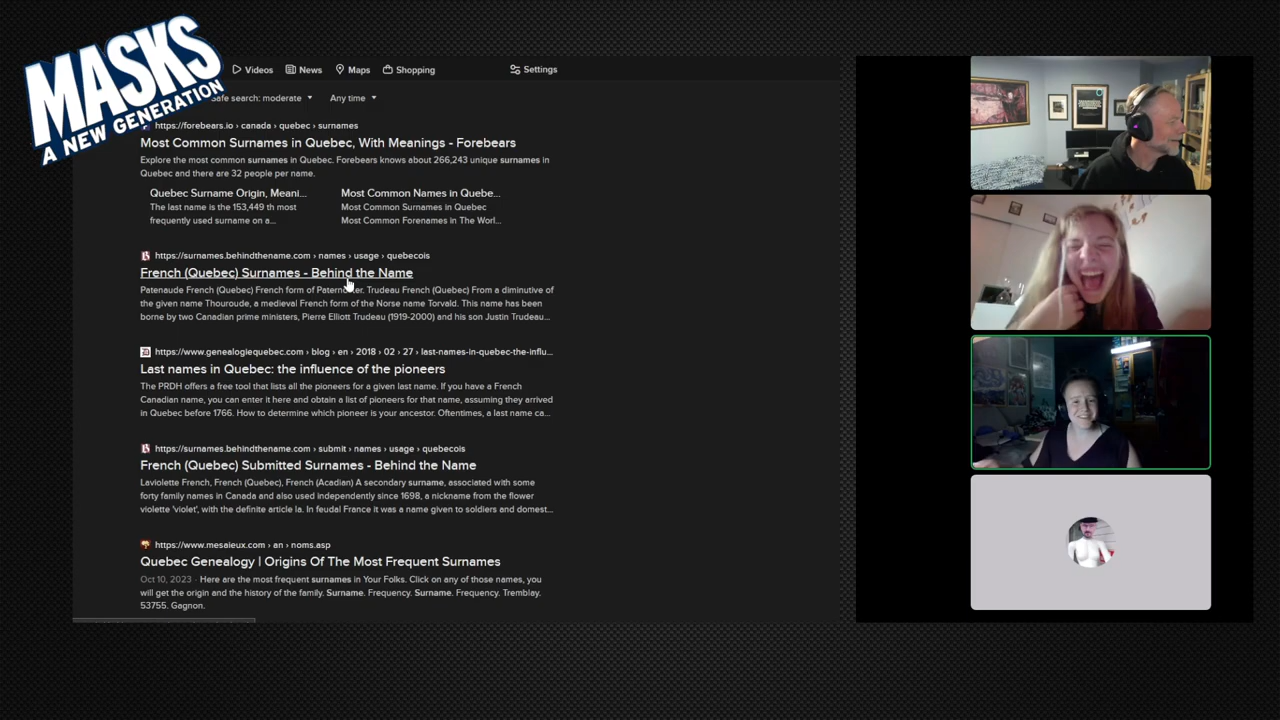 MASKS
A NEW GENERATION
Videos News Maps Shopping Settings
Safe search: moderate Any time
https://forebears.io › canada › quebec › surnames
Most Common Surnames in Quebec, With Meanings - Forebears
Explore the most common surnames in Quebec. Forebears knows about 266,243 unique surnames in
Quebec and there are 32 people per name.
Quebec Surname Origin, Meani...
The last name is the 153,449 th most
frequently used surname on a...
Most Common Names in Quebe...
Most Common Surnames in Quebec
Most Common Forenames in The Worl...
https://surnames.behindthename.com › names › usage › quebecois
French (Quebec) Surnames - Behind the Name
Patenaude French (Quebec) French form of Trudeau French (Quebec) From a diminutive of
the given name Thouroude, a medieval French form of the Norse name Torvald. This name has been
borne by two Canadian prime ministers, Pierre Elliott Trudeau (1919-2000) and his son Justin Trudeau...
https://www.genealogiequebec.com › blog › en › 2018 › 02 › 27 › last-names-in-quebec-the-influ...
Last names in Quebec: the influence of the pioneers
The PRDH offers a free tool that lists all the pioneers for a given last name. If you have a French
Canadian name, you can enter it here and obtain a list of pioneers for that name, assuming they arrived
in Quebec before 1766. How to determine which pioneer is your ancestor. Oftentimes, a last name ca...
https://surnames.behindthename.com › submit › names › usage › quebecois
French (Quebec) Submitted Surnames - Behind the Name
Laviolette French, French (Quebec), French (Acadian) A secondary surname, associated with some
forty family names in Canada and also used independently since 1698, a nickname from the flower
violette 'violet', with the definite article la. In feudal France it was a name given to soldiers and domest...
https://www.mesaieux.com › an › noms.asp
Quebec Genealogy | Origins Of The Most Frequent Surnames
Oct 10, 2023 · Here are the most frequent surnames in Your Folks. Click on any of those names, you
will get the origin and the history of the family. Surname. Frequency. Surname. Frequency. Tremblay.
53755. Gagnon.